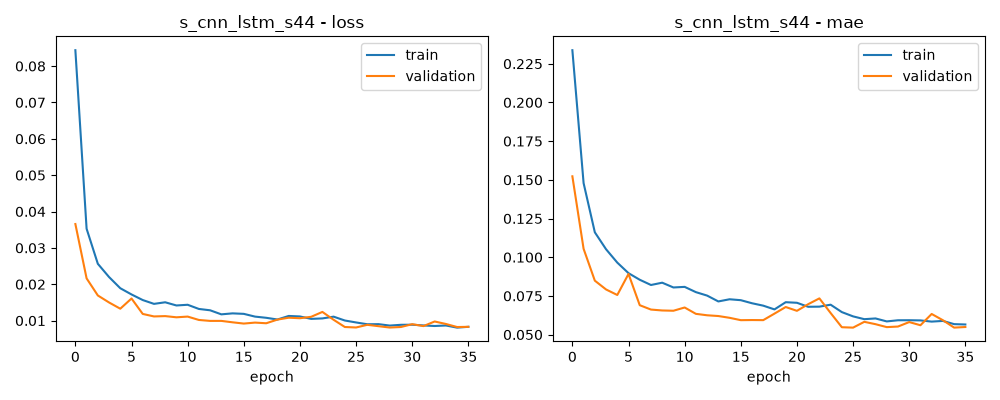 s_cnn_lstm_s44 - loss
train
validation
0.08
0.07
0.06
0.05
0.04
0.03
0.02
0.01
0 5 10 15 20 25 30 35
epoch
s_cnn_lstm_s44 - mae
train
validation
0.225
0.200
0.175
0.150
0.125
0.100
0.075
0.050
0 5 10 15 20 25 30 35
epoch